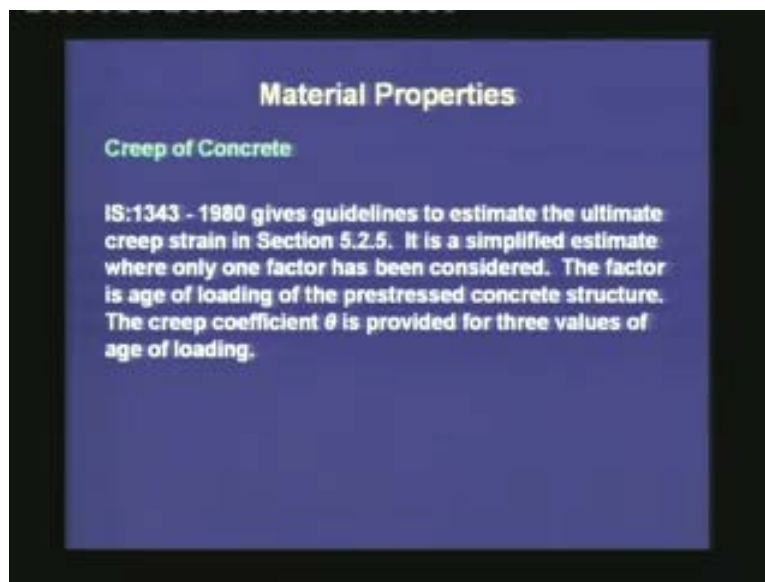 Material Properties
Creep of Concrete
IS:1343 - 1980 gives guidelines to estimate the ultimate
creep strain in Section 5.2.5. It is a simplified estimate
where only one factor has been considered. The factor
is age of loading of the prestressed concrete structure.
The creep coefficient θ is provided for three values of
age of loading.